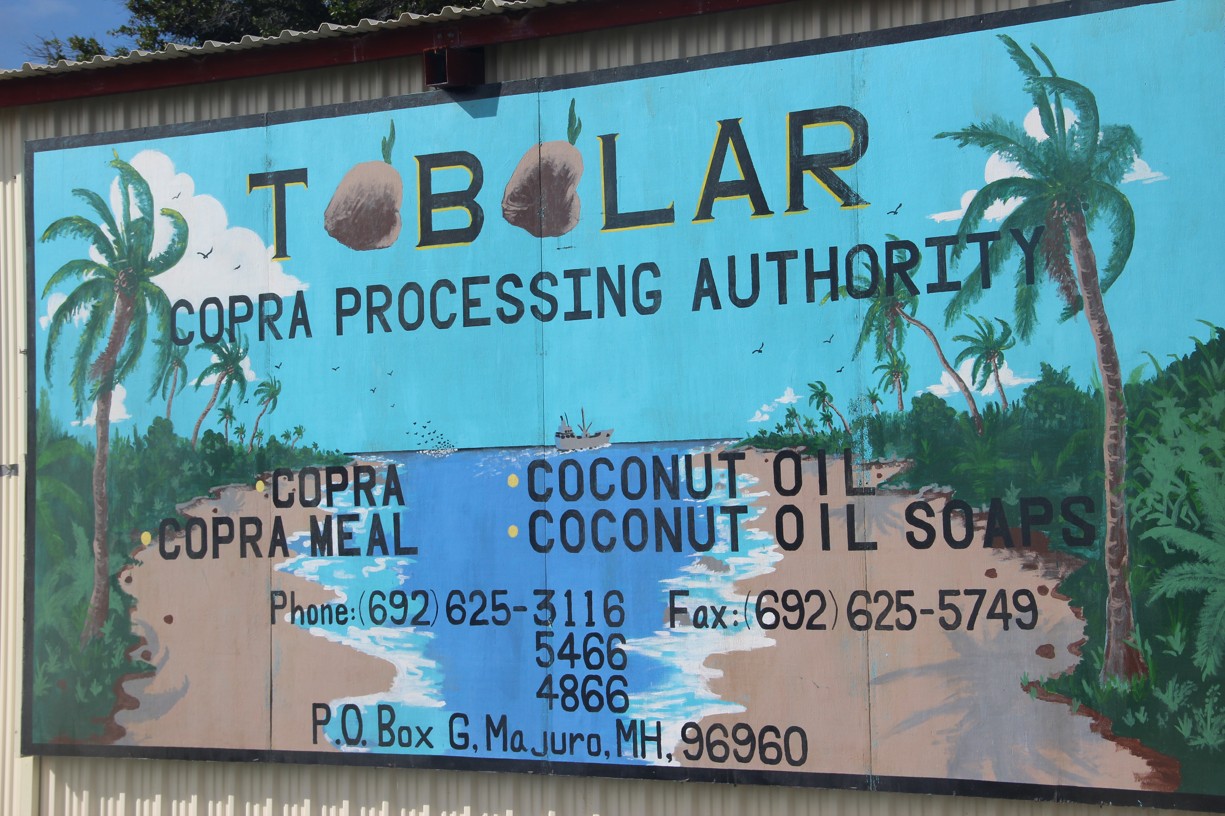 TOBOLAR
COPRA PROCESSING AUTHORITY
COPRA COCONUT OIL
COPRA MEAL COCONUT OIL SOAPS
Phone:(692)625-3116 Fax:(692)625-5749
5466
4866
P.O. Box G, Majuro, MH, 96960